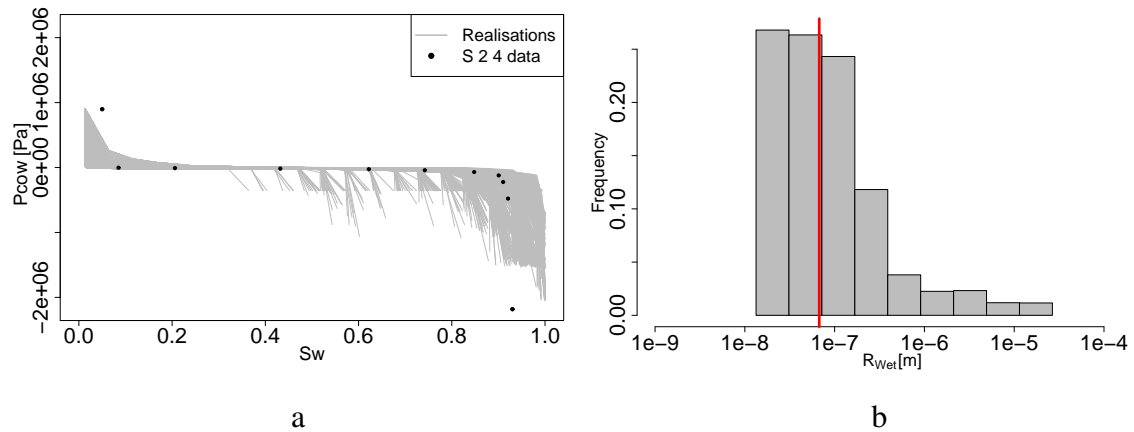 Realisations
S 2 4 data
Pcow [Pa]
−2e+06 0e+00 1e+06 2e+06
0.0 0.2 0.4 0.6 0.8 1.0
Sw
a
Frequency
0.00 0.10 0.20
1e−9 1e−8 1e−7 1e−6 1e−5 1e−4
RWet[m]
b